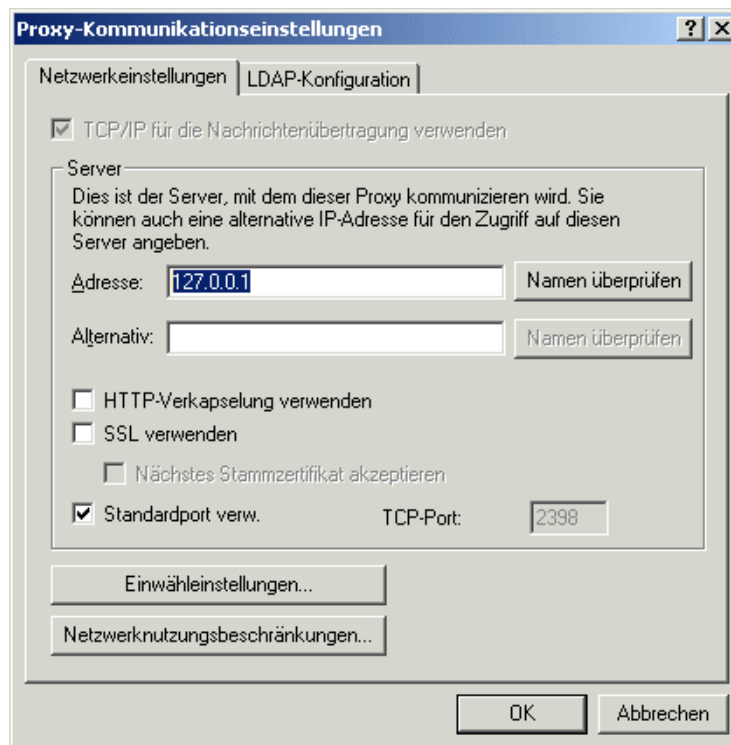 Proxy-Kommunikationseinstellungen
Netzwerkeinstellungen LDAP-Konfiguration
TCP/IP für die Nachrichtenübertragung verwenden
Server
Dies ist der Server, mit dem dieser Proxy kommunizieren wird. Sie
können auch eine alternative IP-Adresse für den Zugriff auf diesen
Server angeben.
Adresse: 127.0.0.1 Namen überprüfen
Alternativ: Namen überprüfen
HTTP-Verkapselung verwenden
SSL verwenden
Nächstes Stammzertifikat akzeptieren
Standardport verw. TCP-Port: 2398
Einwähleinstellungen...
Netzwerknutzungsbeschränkungen...
OK Abbrechen